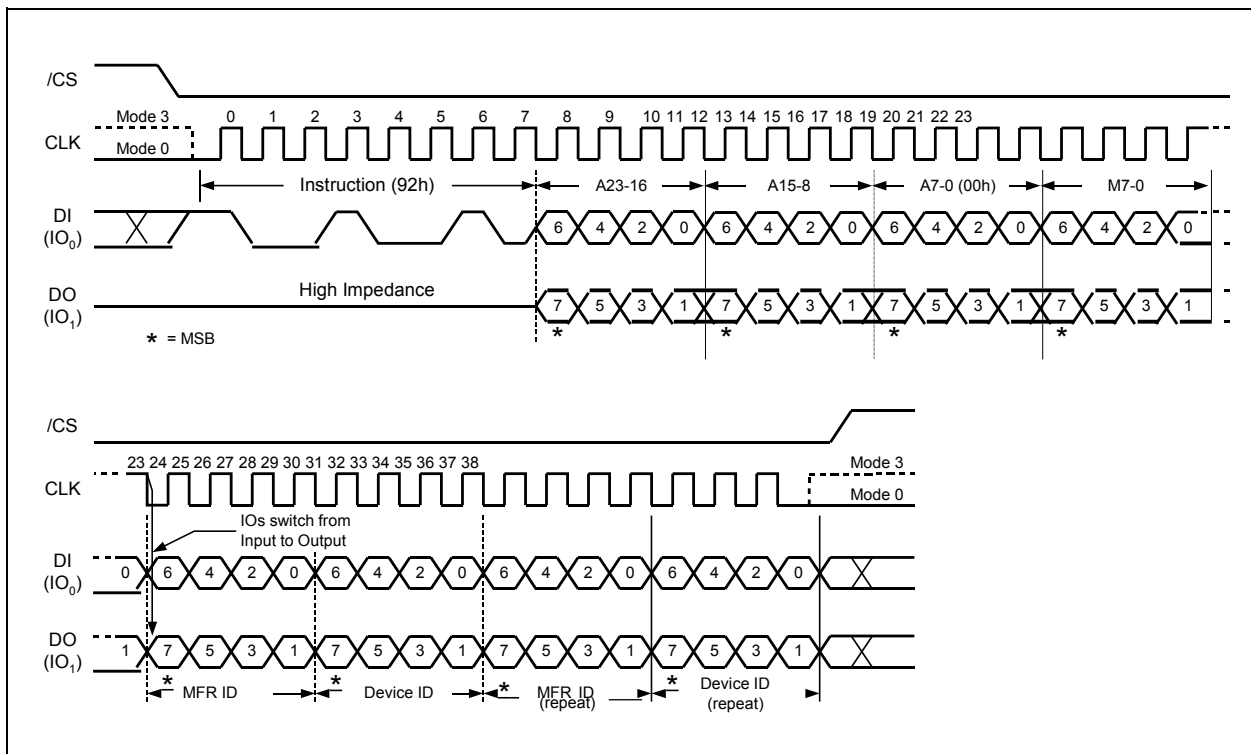 /CS
Mode 3 0 1 2 3 4 5 6 7 8 9 10 11 12 13 14 15 16 17 18 19 20 21 22 23
CLK
Mode 0
Instruction (92h) A23-16 A15-8 A7-0 (00h) M7-0
DI
(IO0) 6 4 2 0 6 4 2 0 6 4 2 0 6 4 2 0
High Impedance
DO
(IO1) 7 5 3 1 7 5 3 1 7 5 3 1 7 5 3 1
* * * *
* = MSB
/CS
23 24 25 26 27 28 29 30 31 32 33 34 35 36 37 38 Mode 3
CLK
Mode 0
IOs switch from
Input to Output
DI
(IO0) 0 6 4 2 0 6 4 2 0 6 4 2 0 6 4 2 0
DO
(IO1) 1 7 5 3 1 7 5 3 1 7 5 3 1 7 5 3 1
* * * *
MFR ID Device ID MFR ID Device ID
(repeat) (repeat)